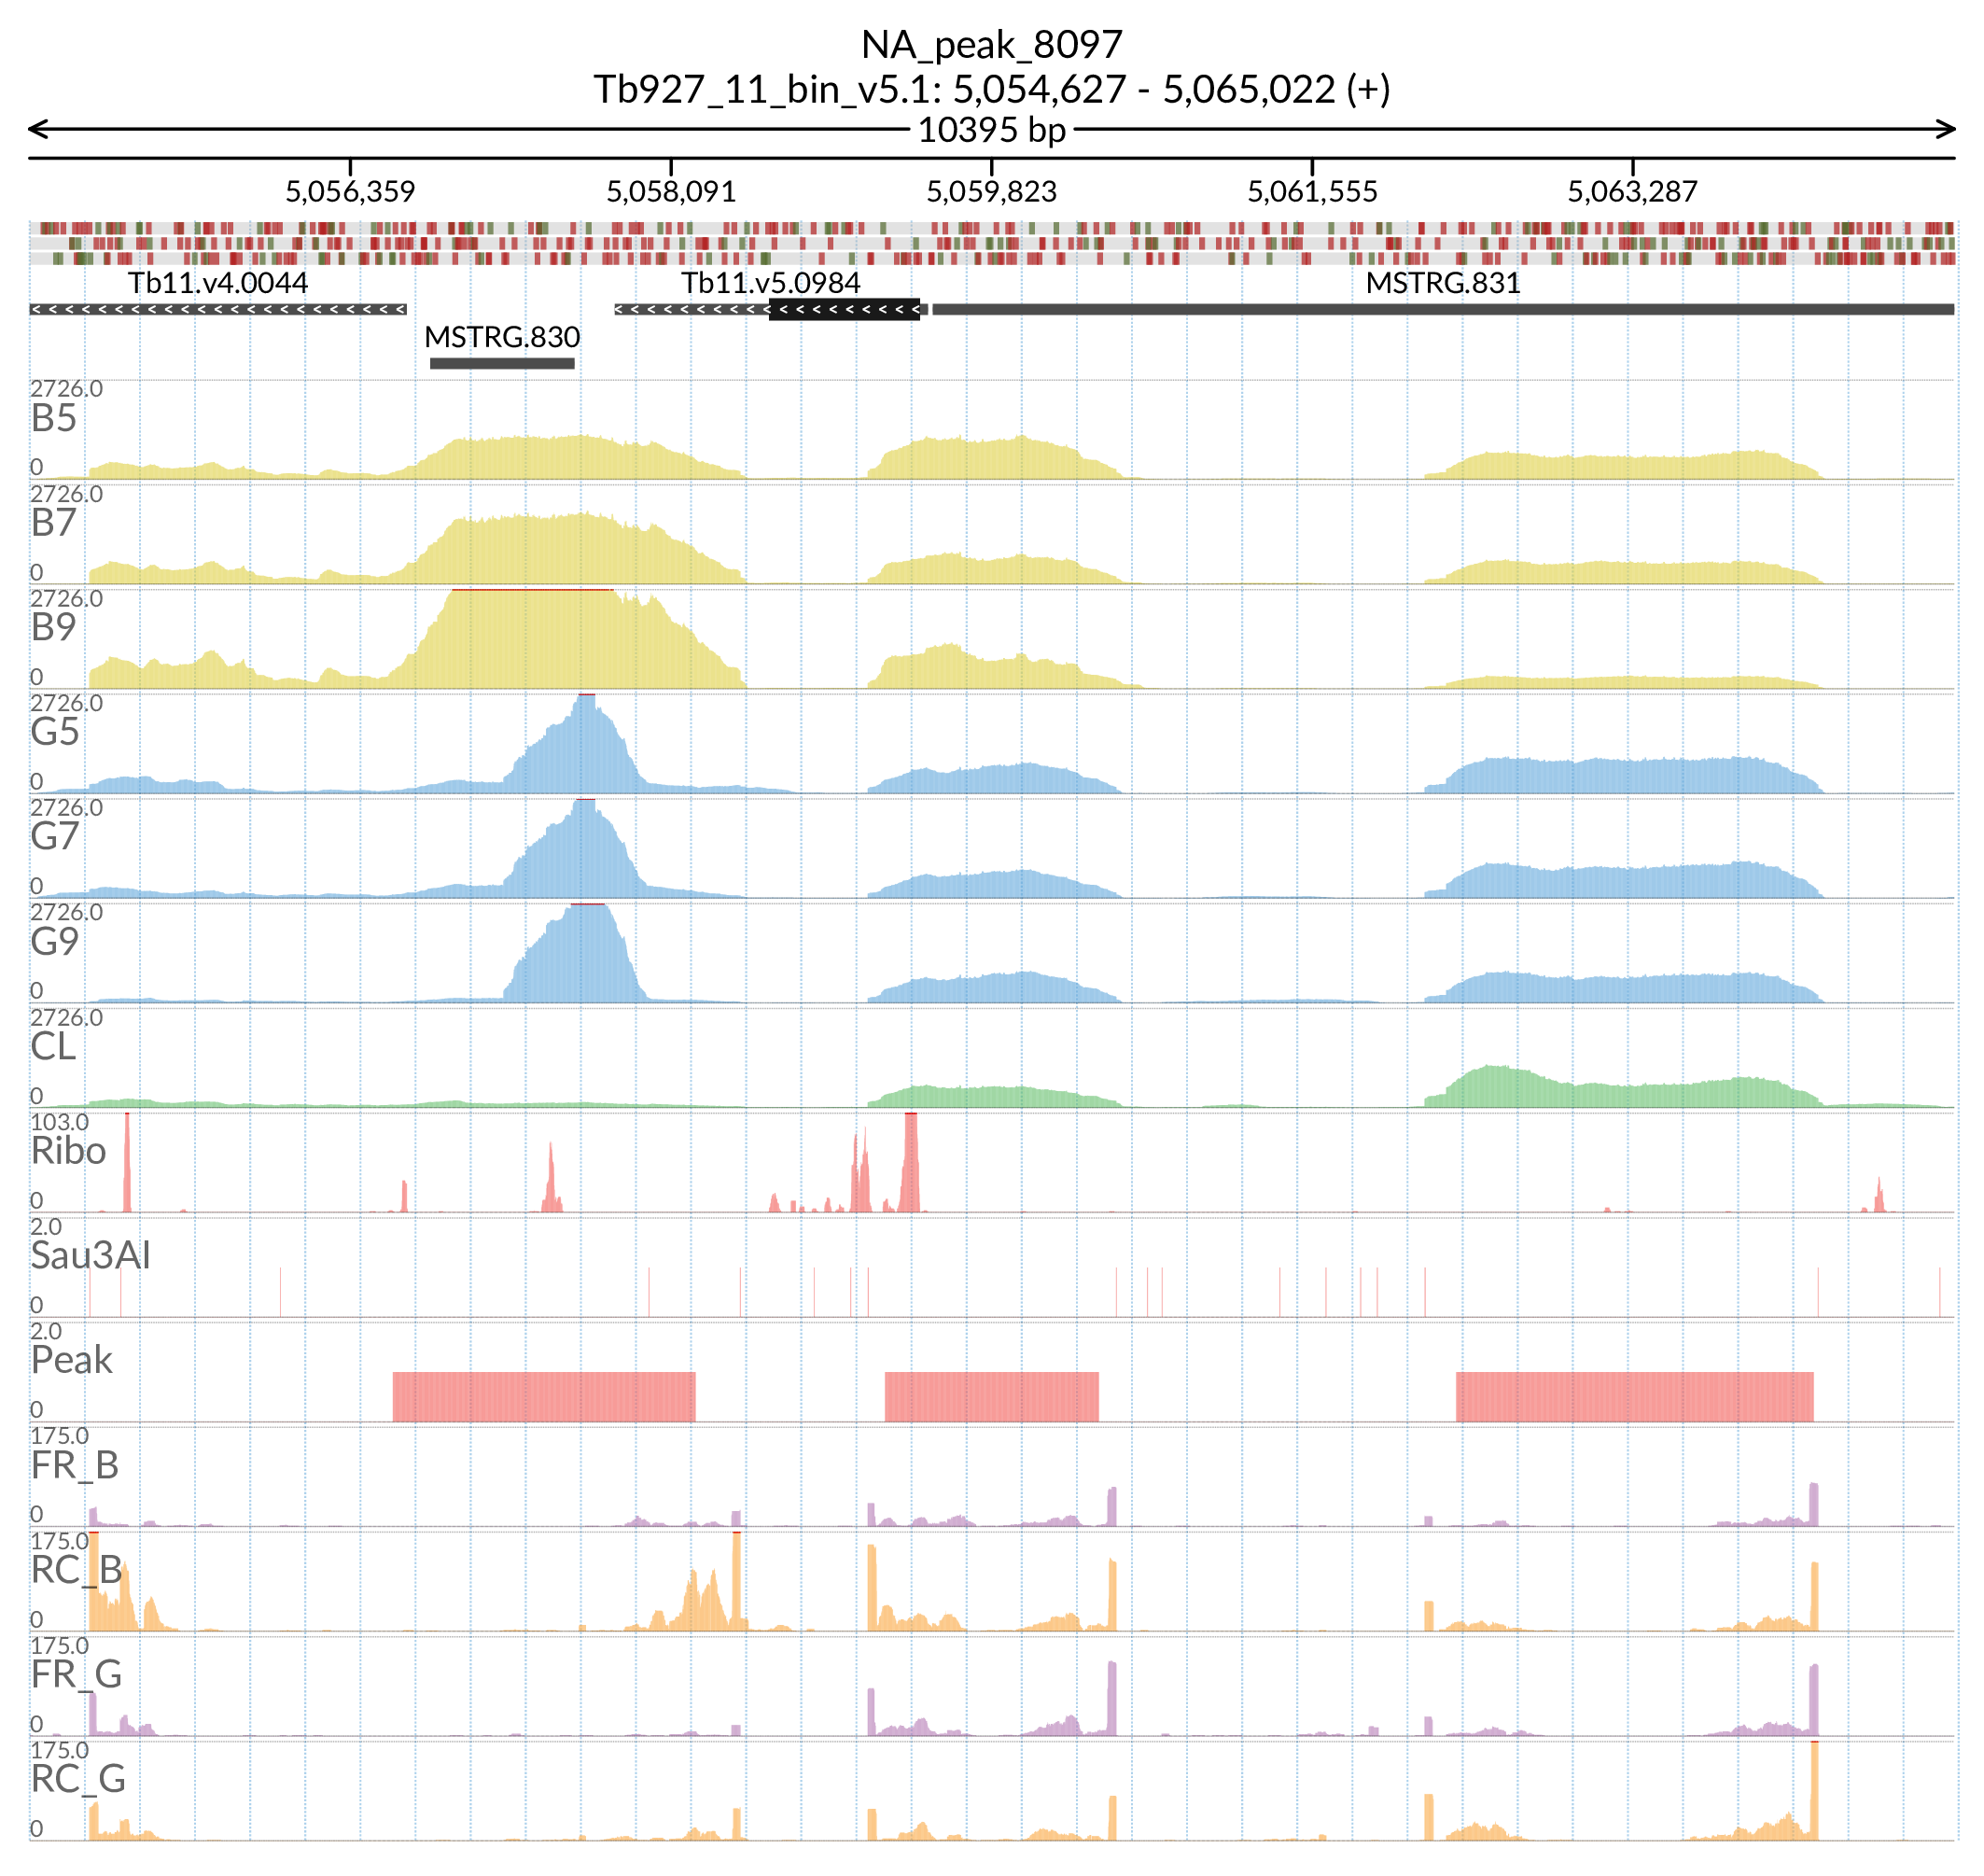 NA_peak_8097
Tb927_11_bin_v5.1: 5,054,627 - 5,065,022 (+)
10395 bp
5,056,359 5,058,091 5,059,823 5,061,555 5,063,287
Tb11.v4.0044 Tb11.v5.0984 MSTRG.831
MSTRG.830
2726.0
B5
0
2726.0
B7
0
2726.0
B9
0
2726.0
G5
0
2726.0
G7
0
2726.0
G9
0
2726.0
CL
0
103.0
Ribo
0
2.0
Sau3AI
0
2.0
Peak
0
175.0
FR_B
0
175.0
RC_B
0
175.0
FR_G
0
175.0
RC_G
0